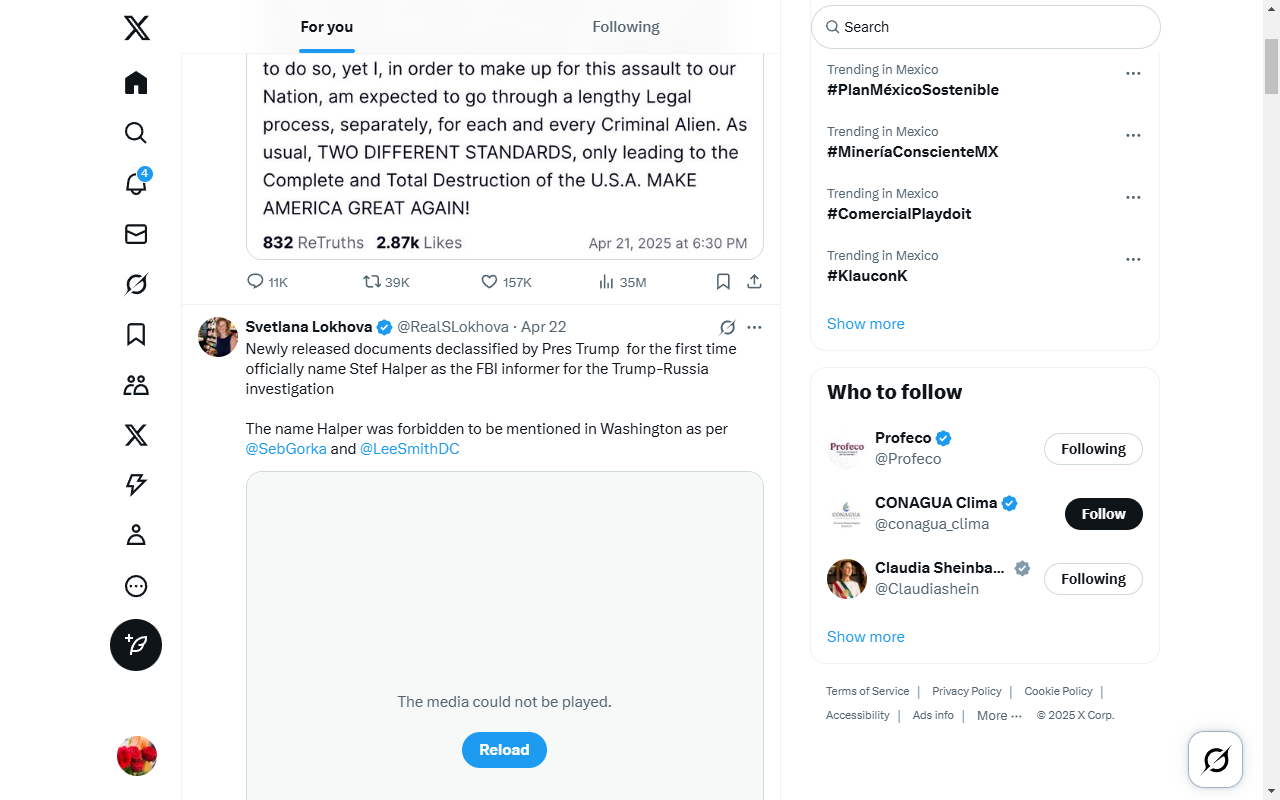 For you
Following
to do so, yet I, in order to make up for this assault to our
Nation, am expected to go through a lengthy Legal
process, separately, for each and every Criminal Alien. As
usual, TWO DIFFERENT STANDARDS, only leading to the
Complete and Total Destruction of the U.S.A. MAKE
AMERICA GREAT AGAIN!
832 ReTruths 2.87k Likes Apr 21, 2025 at 6:30 PM
11K 39K 157K 35M
4
Svetlana Lokhova @RealSLokhova · Apr 22
Newly released documents declassified by Pres Trump for the first time
officially name Stef Halper as the FBI informer for the Trump-Russia
investigation
The name Halper was forbidden to be mentioned in Washington as per
@SebGorka and @LeeSmithDC
The media could not be played.
Reload
Search
Trending in Mexico
#PlanMéxicoSostenible
Trending in Mexico
#MineríaConscienteMX
Trending in Mexico
#ComercialPlaydoit
Trending in Mexico
#KlauconK
Show more
Who to follow
Profeco
Profeco
@Profeco
Following
CONAGUA
CONAGUA Clima
@conagua_clima
Follow
Claudia Sheinba...
@Claudiashein
Following
Show more
Terms of Service | Privacy Policy | Cookie Policy |
Accessibility | Ads info | More ··· © 2025 X Corp.